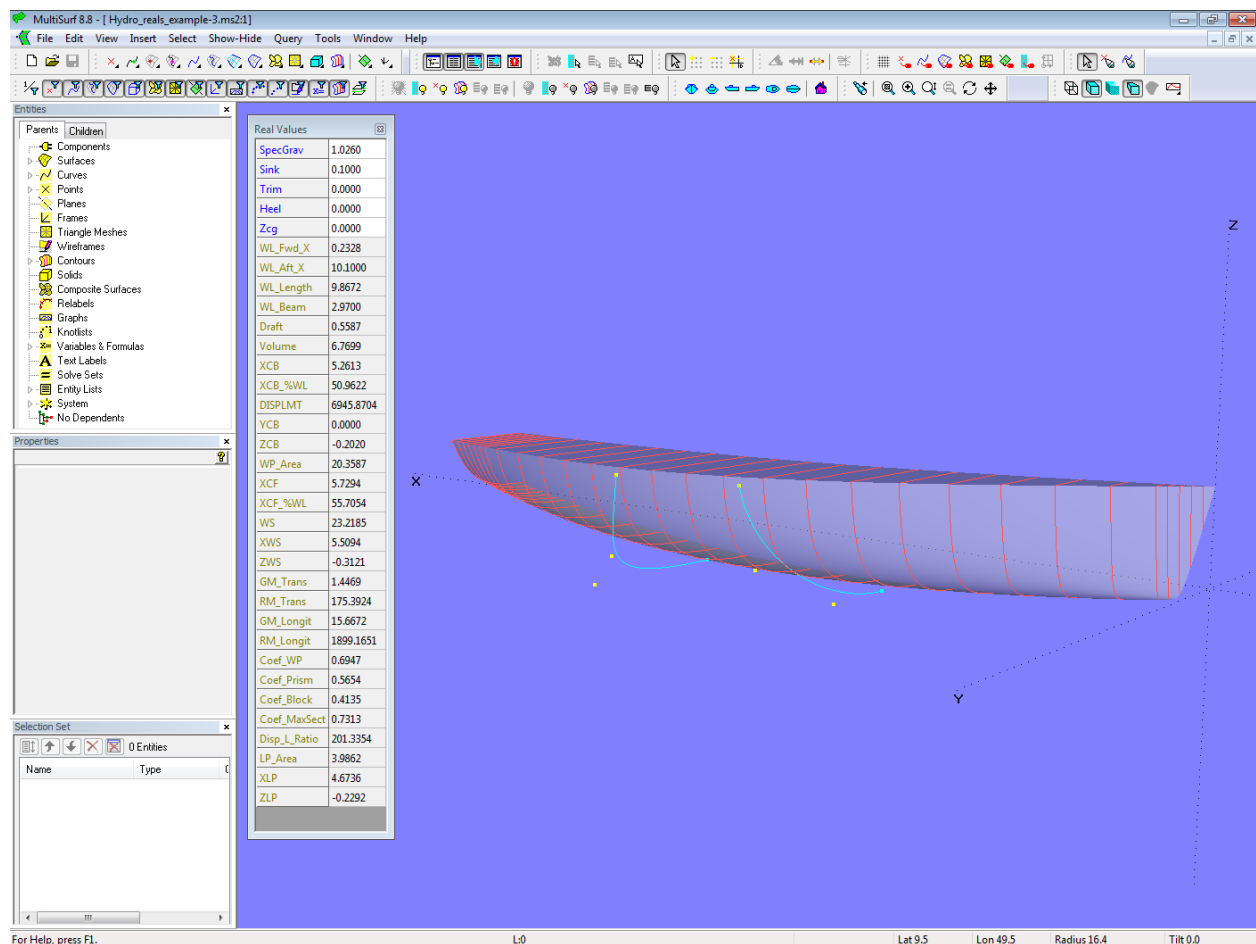 MultiSurf 8.8 - [ Hydro_reals_example-3.ms2:1]
File Edit View Insert Select Show-Hide Query Tools Window Help
Entities
Parents Children
Components
Surfaces
Curves
Points
Planes
Frames
Triangle Meshes
Wireframes
Contours
Solids
Composite Surfaces
Relabels
Graphs
Knotlists
Variables & Formulas
Text Labels
Solve Sets
Entity Lists
System
No Dependents
Properties
Selection Set
0 Entities
Name Type
Real Values
SpecGrav 1.0260
Sink 0.1000
Trim 0.0000
Heel 0.0000
Zcg 0.0000
WL_Fwd_X 0.2328
WL_Aft_X 10.1000
WL_Length 9.8672
WL_Beam 2.9700
Draft 0.5587
Volume 6.7699
XCB 5.2613
XCB_%WL 50.9622
DISPLMT 6945.8704
YCB 0.0000
ZCB -0.2020
WP_Area 20.3587
XCF 5.7294
XCF_%WL 55.7054
WS 23.2185
XWS 5.5094
ZWS -0.3121
GM_Trans 1.4469
RM_Trans 175.3924
GM_Longit 15.6672
RM_Longit 1899.1651
Coef_WP 0.6947
Coef_Prism 0.5654
Coef_Block 0.4135
Coef_MaxSect 0.7313
Disp_L_Ratio 201.3354
LP_Area 3.9862
XLP 4.6736
ZLP -0.2292
Z
X
Y
For Help, press F1. L:0 Lat 9.5 Lon 49.5 Radius 16.4 Tilt 0.0